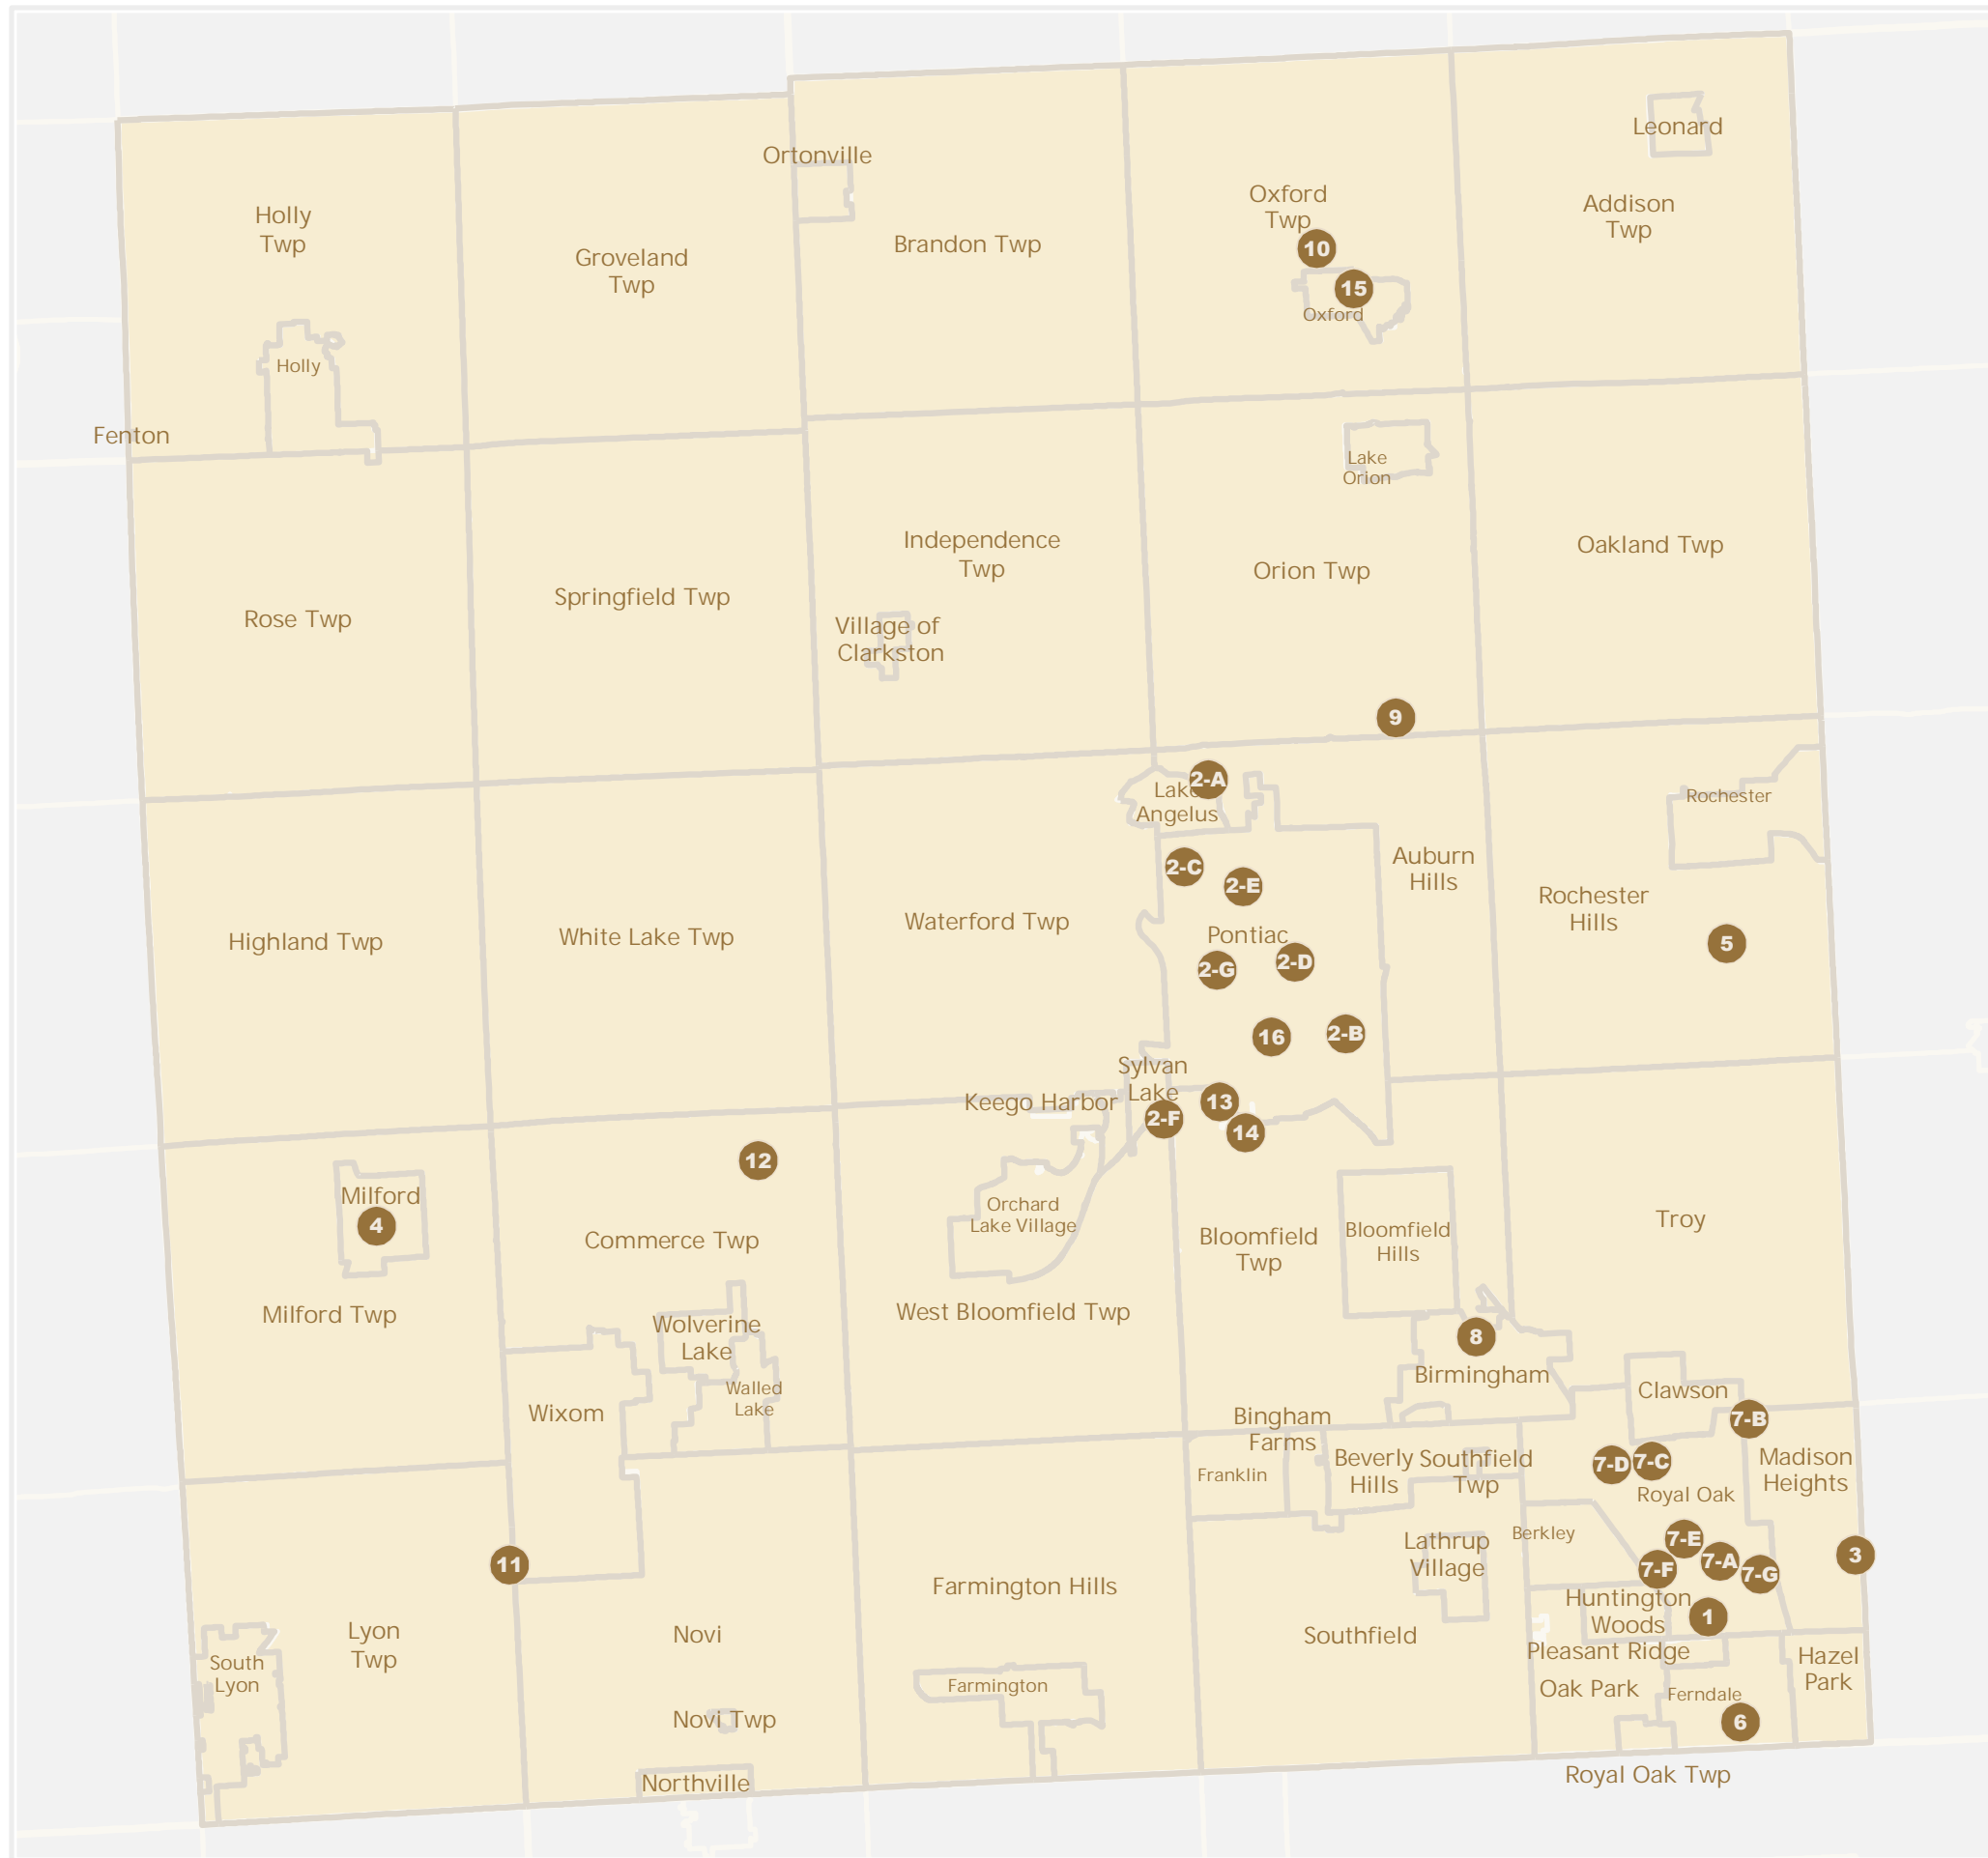 Leonard
Ortonville
Oxford
Twp
Addison
Twp
Holly
Twp
Brandon Twp
10
Groveland
Twp
15
Oxford
Holly
Fenton
Lake
Orion
Independence
Twp
Oakland Twp
Orion Twp
Springfield Twp
Rose Twp
Village of
Clarkston
9
2-A
Lake
Angelus
Rochester
2-C
2-E
Auburn
Hills
Rochester
Hills
Waterford Twp
Pontiac
White Lake Twp
Highland Twp
5
2-G
2-D
16
2-B
Sylvan
Lake
Keego Harbor
2-F
13
14
12
Milford
4
Orchard
Lake Village
Troy
Commerce Twp
Bloomfield
Twp
Bloomfield
Hills
Milford Twp
West Bloomfield Twp
Wolverine
Lake
8
Birmingham
Walled
Lake
Clawson
Wixom
Bingham
Farms
7-B
Franklin
Beverly
Hills
Southfield
Twp
7-D
7-C
Madison
Heights
Royal Oak
Berkley
Lathrup
Village
7-E
7-A
7-F
7-G
3
11
Farmington Hills
Huntington
Woods
1
Lyon
Twp
Novi
Southfield
Pleasant Ridge
Hazel
Park
South
Lyon
Farmington
Oak Park
Ferndale
Novi Twp
6
Northville
Royal Oak Twp